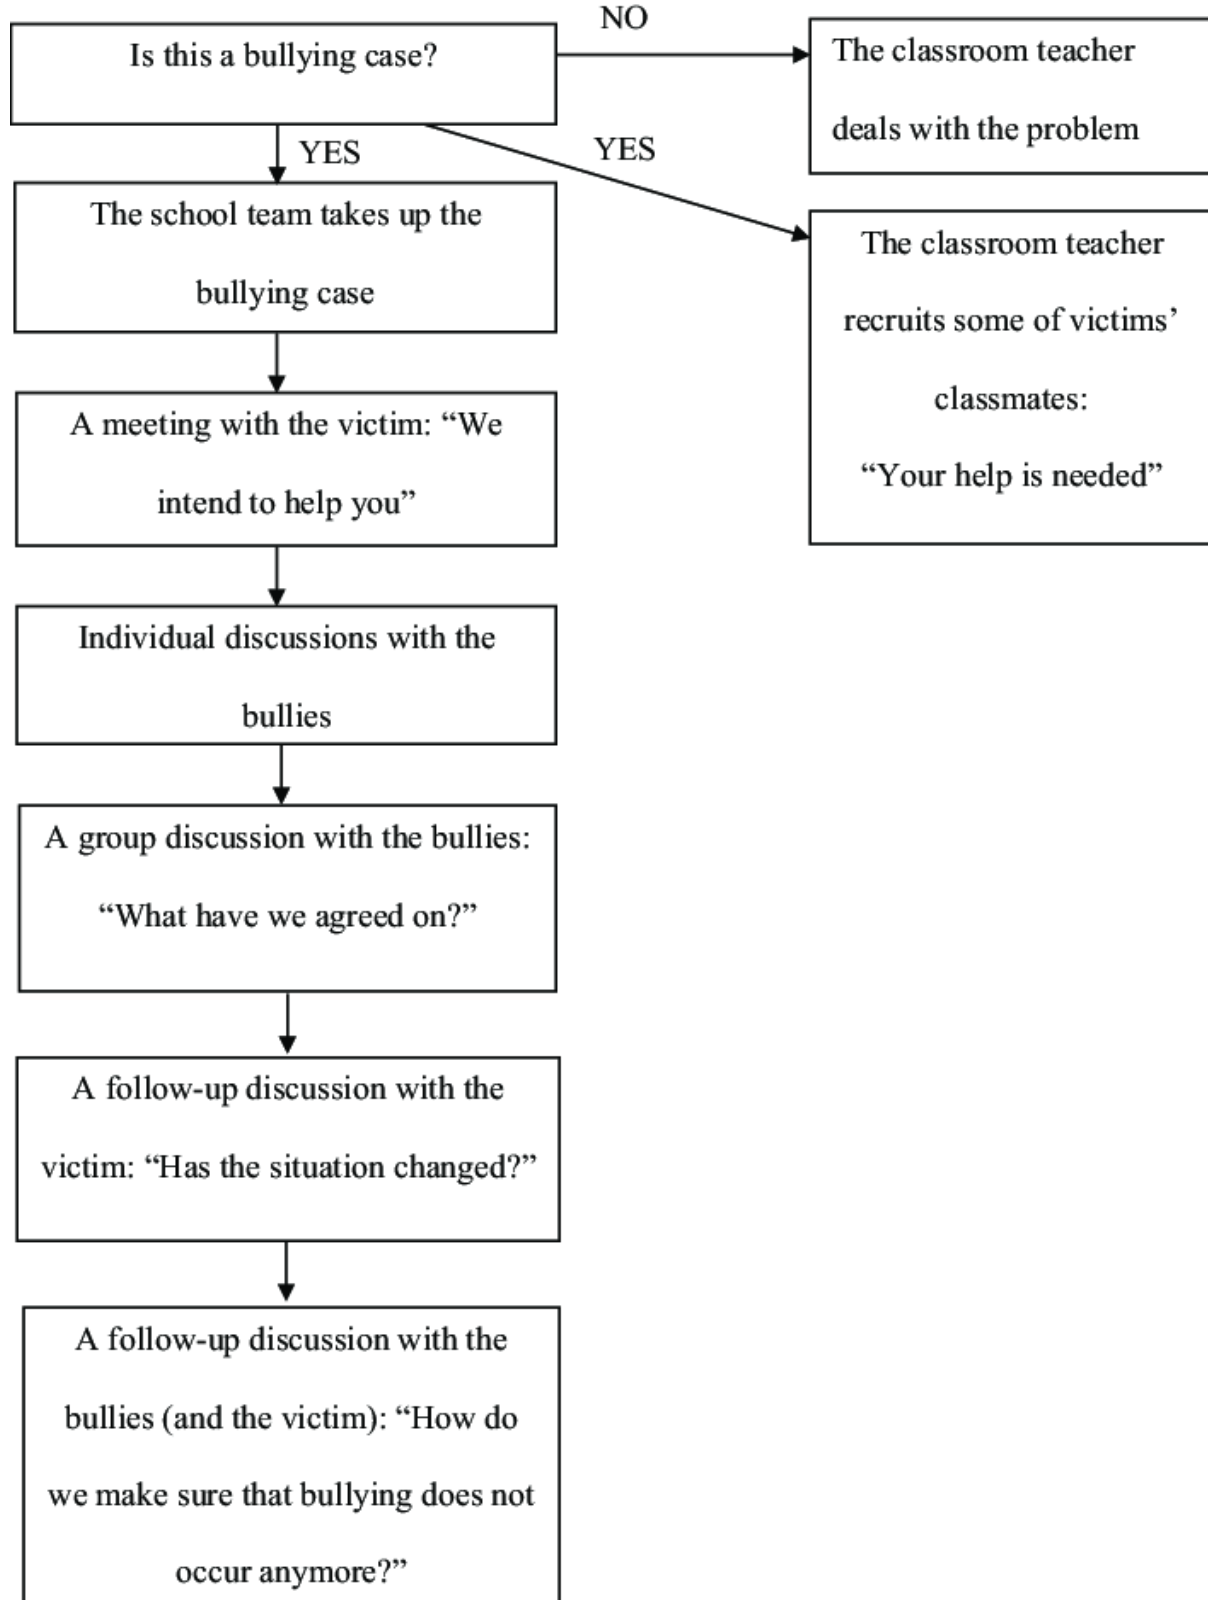 Is this a bullying case?
NO
The classroom teacher
deals with the problem
YES
YES
The school team takes up the
bullying case
The classroom teacher
recruits some of victims’
classmates:
“Your help is needed”
A meeting with the victim: “We
intend to help you”
Individual discussions with the
bullies
A group discussion with the bullies:
“What have we agreed on?”
A follow-up discussion with the
victim: “Has the situation changed?”
A follow-up discussion with the
bullies (and the victim): “How do
we make sure that bullying does not
occur anymore?”